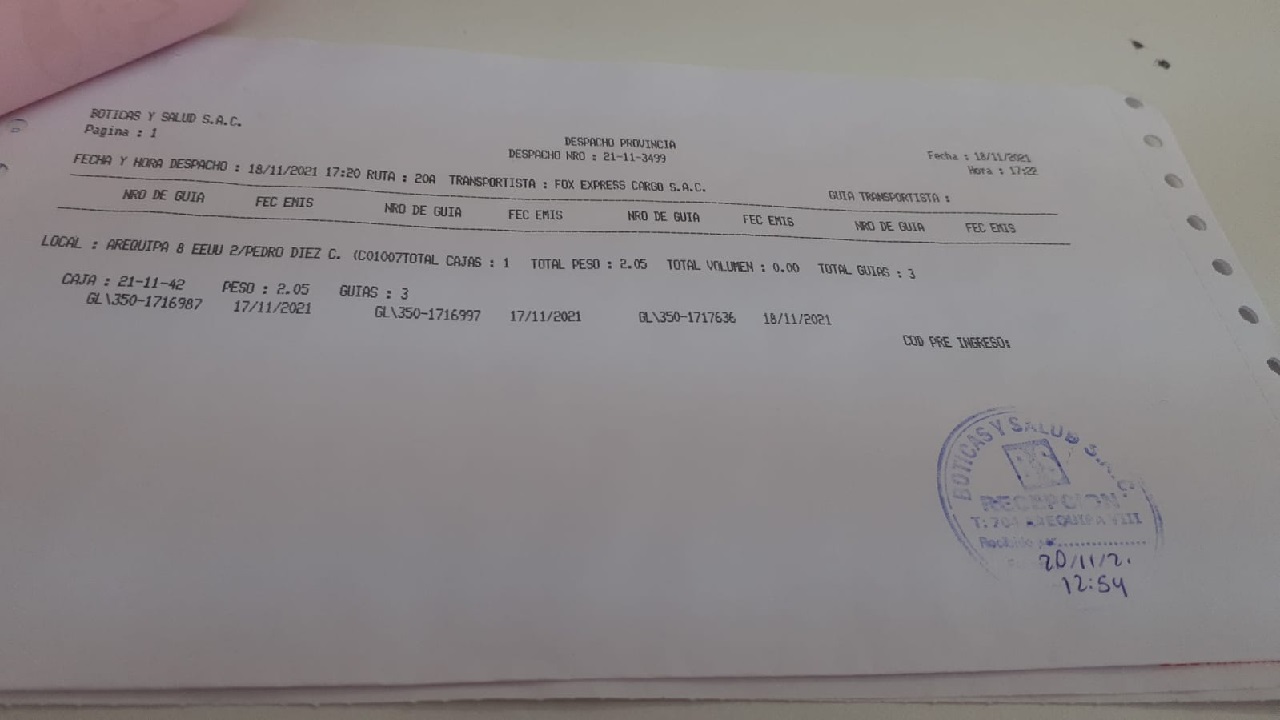 BOTICAS Y SALUD S.A.C.
Pagina : 1
DESPACHO PROVINCIA
DESPACHO NRO : 21-11-3499
Fecha : 18/11/2021
Hora : 17:22
FECHA Y HORA DESPACHO : 18/11/2021 17:20 RUTA : 20A TRANSPORTISTA : FOX EXPRESS CARGO S.A.C.
GUIA TRANSPORTISTA :
NRO DE GUIA FEC EMIS NRO DE GUIA FEC EMIS NRO DE GUIA FEC EMIS NRO DE GUIA FEC EMIS
LOCAL : AREQUIPA 8 EEUU 2/PEDRO DIEZ C. (C01007TOTAL CAJAS : 1 TOTAL PESO : 2.05 TOTAL VOLUMEN : 0.00 TOTAL GUIAS : 3
CAJA : 21-11-42 PESO : 2.05 GUIAS : 3
GL\350-1716987 17/11/2021 GL\350-1716997 17/11/2021 GL\350-1717636 18/11/2021
COD PRE INGRESO:
BOTICAS Y SALUD S.A.C.
BS
RECEPCION
AREQUIPA VIII
Recibido por
20/11/2.
12:54